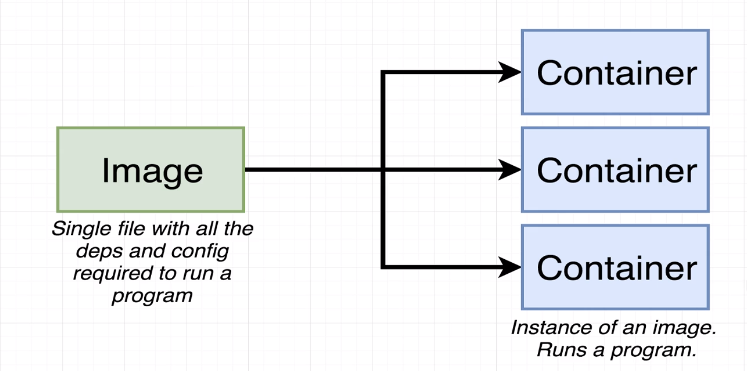 Image
Single file with all the
deps and config
required to run a
program
Container
Container
Container
Instance of an image.
Runs a program.